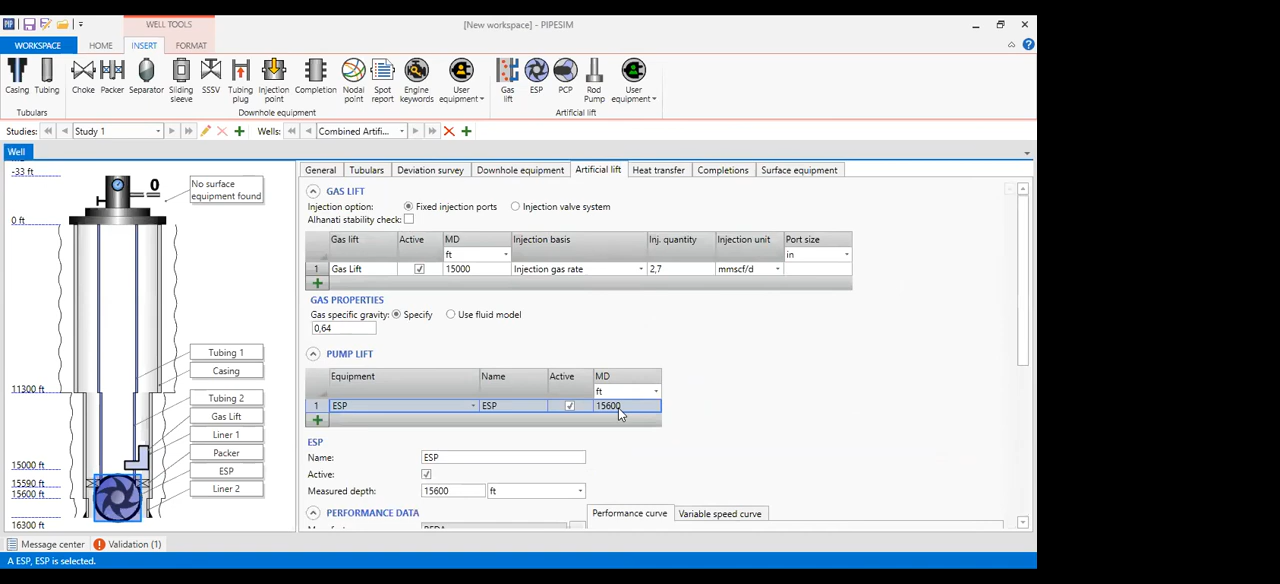 PIP
WELL TOOLS
[New workspace] - PIPESIM
WORKSPACE HOME INSERT FORMAT
Casing Tubing Choke Packer Separator Sliding sleeve SSSV Tubing plug Injection point Completion Nodal point Spot report Engine keywords User equipment Gas lift ESP PCP Rod Pump User equipment
Tubulars Downhole equipment Artificial lift
Studies: Study 1 Wells: Combined Artifi...
Well
General Tubulars Deviation survey Downhole equipment Artificial lift Heat transfer Completions Surface equipment
-33 ft
0
No surface
equipment found
0 ft
Tubing 1
Casing
11300 ft
Tubing 2
Gas Lift
Liner 1
Packer
15000 ft
ESP
15590 ft
15600 ft
Liner 2
16300 ft
GAS LIFT
Injection option: Fixed injection ports Injection valve system
Alhanati stability check:
Gas lift Active MD Injection basis Inj. quantity Injection unit Port size
ft in
1 Gas Lift 15000 Injection gas rate 2,7 mmscf/d
GAS PROPERTIES
Gas specific gravity: Specify Use fluid model
0,64
PUMP LIFT
Equipment Name Active MD
ft
1 ESP ESP 15600
ESP
Name: ESP
Active:
Measured depth: 15600 ft
PERFORMANCE DATA Performance curve Variable speed curve
Message center Validation (1)
A ESP, ESP is selected.